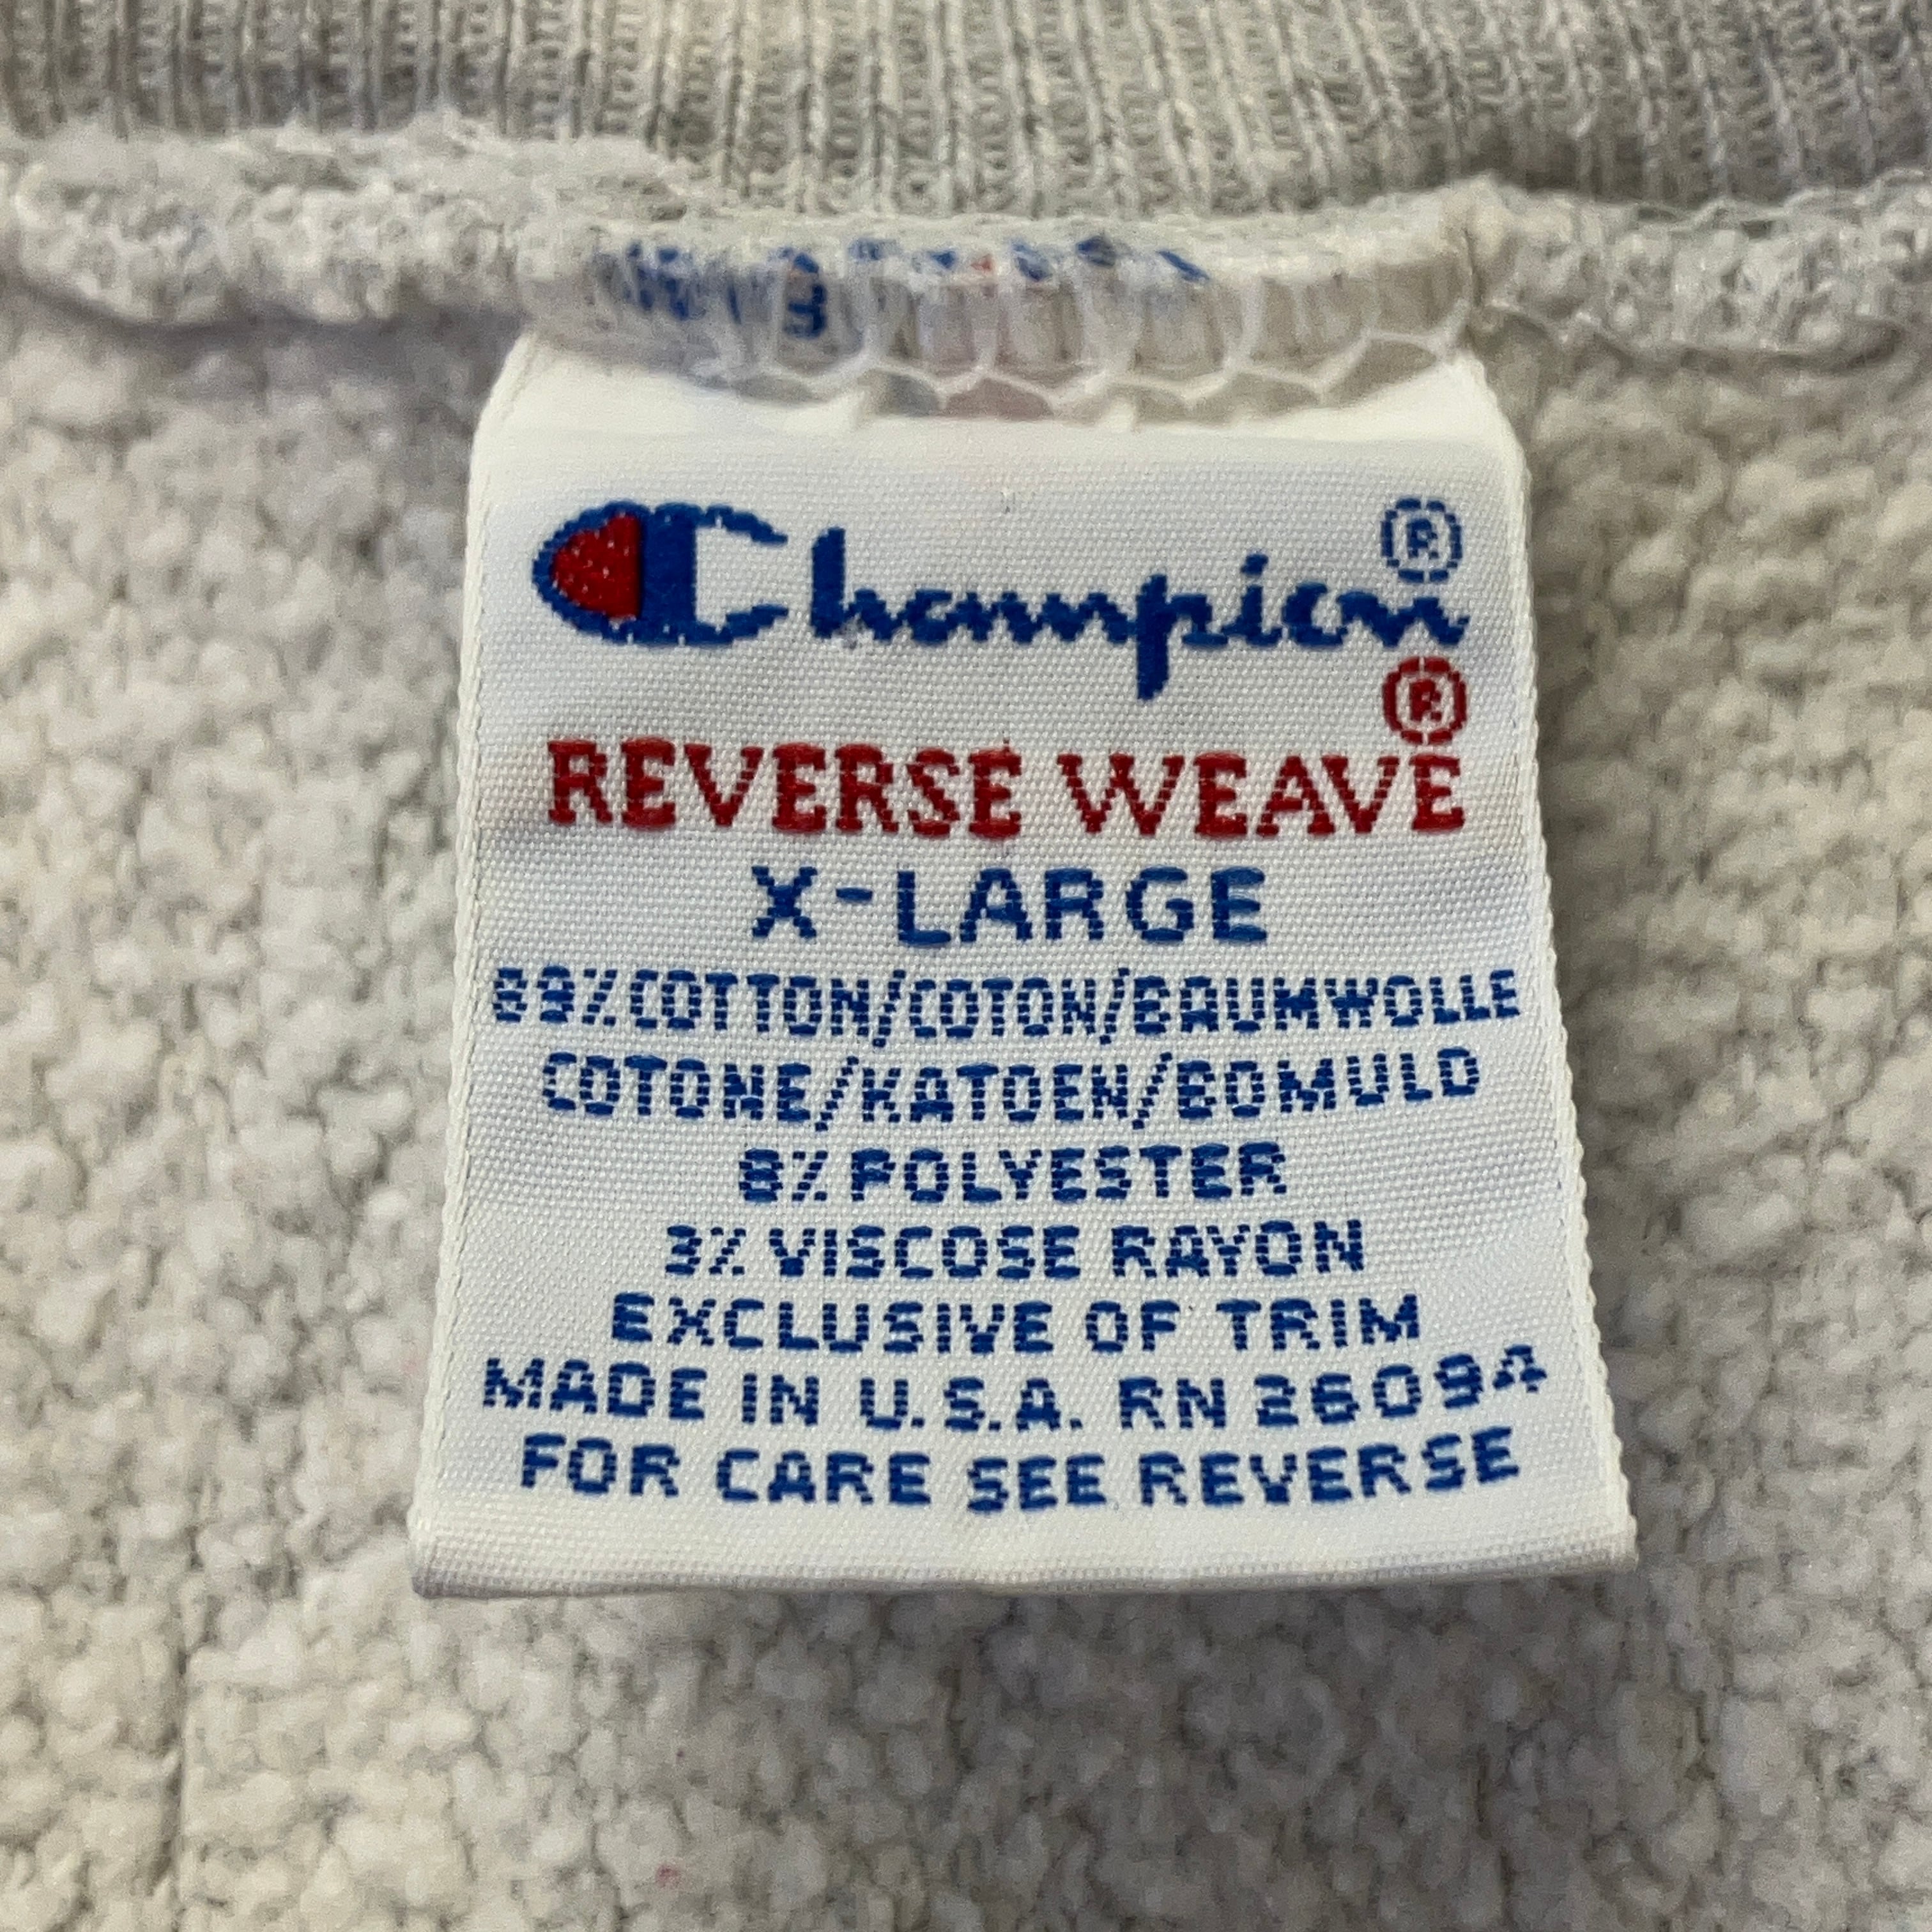 Champion®
REVERSE WEAVE®
X-LARGE
89% COTTON/COTON/BAUMWOLLE
COTONE/KATOEN/BOMULD
8% POLYESTER
3% VISCOSE RAYON
EXCLUSIVE OF TRIM
MADE IN U.S.A. RN 26094
FOR CARE SEE REVERSE